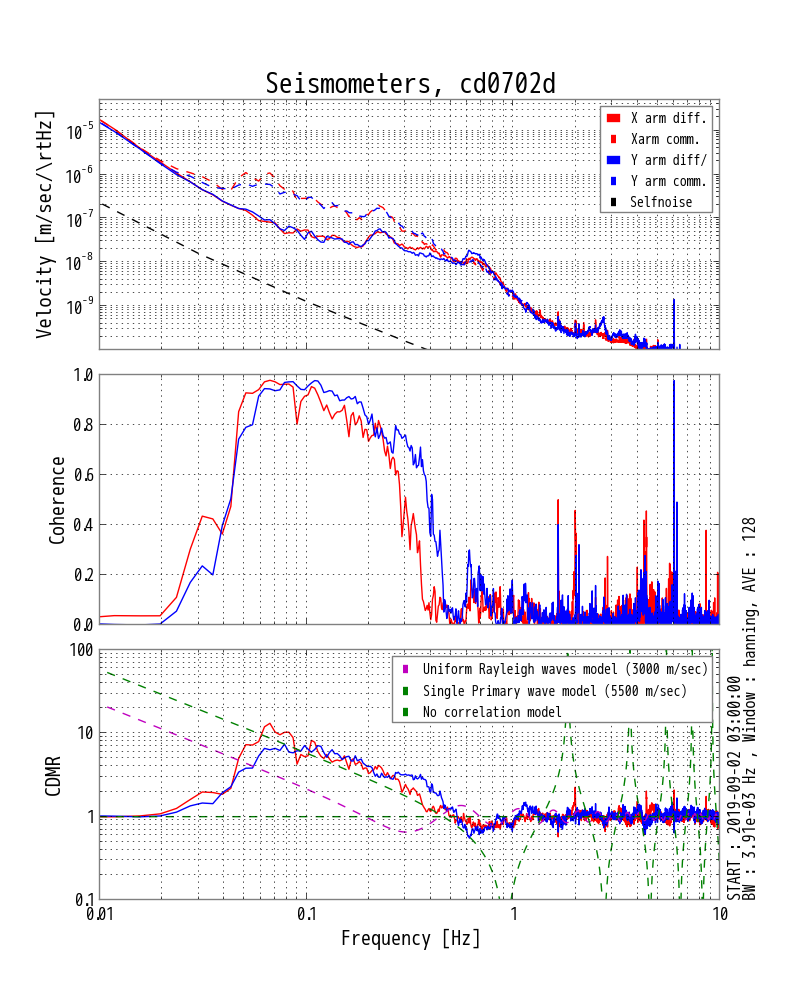 Seismometers, cd0702d
Velocity [m/sec/\rtHz]
10^-5
10^-6
10^-7
10^-8
10^-9
X arm diff.
Xarm comm.
Y arm diff/
Y arm comm.
Selfnoise
Coherence
1.0
0.8
0.6
0.4
0.2
0.0
CDMR
100
10
1
0.1
Uniform Rayleigh waves model (3000 m/sec)
Single Primary wave model (5500 m/sec)
No correlation model
0.01
0.1
1
10
Frequency [Hz]
START : 2019-09-02 03:00:00
BW : 3.91e-03 Hz , Window : hanning, AVE : 128